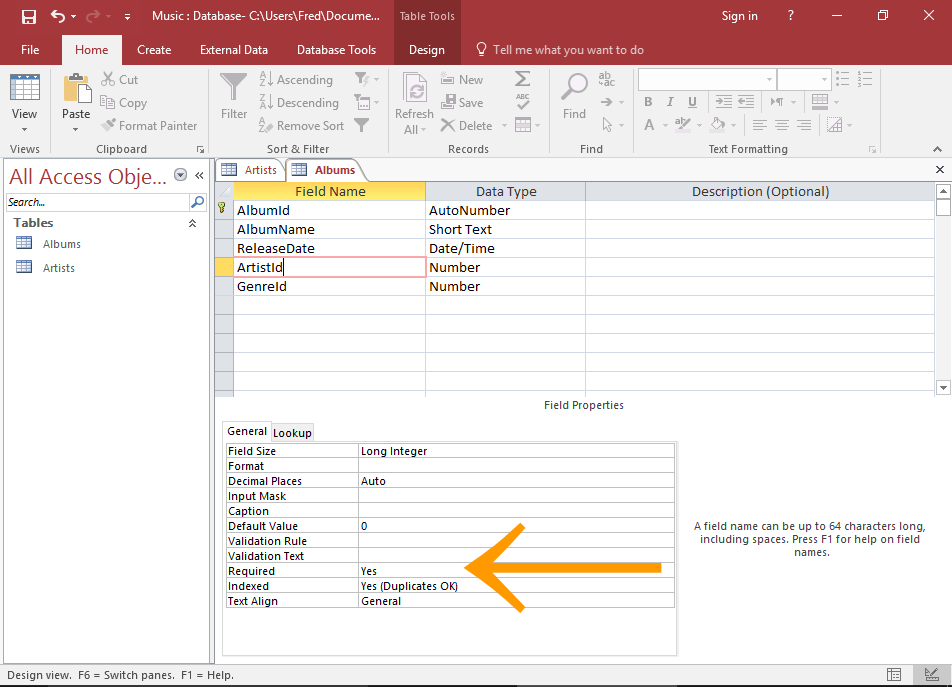 Music : Database- C:\Users\Fred\Docume...
Table Tools
Sign in
?
File
Home
Create
External Data
Database Tools
Design
Tell me what you want to do
View
Paste
Cut
Copy
Format Painter
Filter
Ascending
Descending
Remove Sort
Refresh
All
New
Save
Delete
ABC
Find
ab
ac
B
I
U
A
ab
Views
Clipboard
Sort & Filter
Records
Find
Text Formatting
All Access Obje...
Search...
Tables
Albums
Artists
Artists
Albums
Field Name
Data Type
Description (Optional)
AlbumId
AutoNumber
AlbumName
Short Text
ReleaseDate
Date/Time
ArtistId
Number
GenreId
Number
Field Properties
General
Lookup
Field Size
Long Integer
Format
Decimal Places
Auto
Input Mask
Caption
Default Value
0
Validation Rule
Validation Text
Required
Yes
Indexed
Yes (Duplicates OK)
Text Align
General
A field name can be up to 64 characters long,
including spaces. Press F1 for help on field
names.
Design view. F6 = Switch panes. F1 = Help.